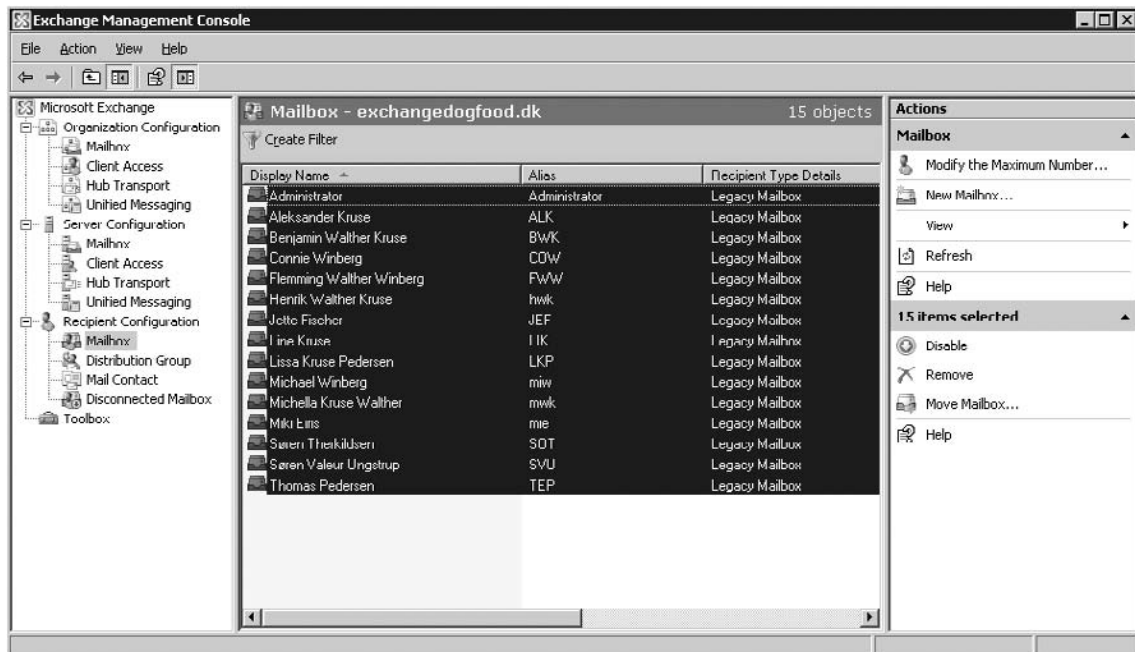 Exchange Management Console
File Action View Help
Microsoft Exchange
Organization Configuration
Mailbox
Client Access
Hub Transport
Unified Messaging
Server Configuration
Mailbox
Client Access
Hub Transport
Unified Messaging
Recipient Configuration
Mailbox
Distribution Group
Mail Contact
Disconnected Mailbox
Toolbox
Mailbox - exchangedogfood.dk 15 objects
Create Filter
Display Name Alias Recipient Type Details
Administrator Administrator Legacy Mailbox
Aleksander Kruse ALK Legacy Mailbox
Benjamin Walther Kruse BWK Legacy Mailbox
Connie Winberg COW Legacy Mailbox
Flemming Walther Winberg FWW Legacy Mailbox
Henrik Walther Kruse hwk Legacy Mailbox
Jette Fischer JEF Legacy Mailbox
Line Kruse LIK Legacy Mailbox
Lissa Kruse Pedersen LKP Legacy Mailbox
Michael Winberg miw Legacy Mailbox
Michella Kruse Walther mwk Legacy Mailbox
Miki mie Legacy Mailbox
Søren Therkildsen SOT Legacy Mailbox
Søren Valeur Ungstrup SVU Legacy Mailbox
Thomas Pedersen TEP Legacy Mailbox
Actions
Mailbox
Modify the Maximum Number...
New Mailbox...
View
Refresh
Help
15 items selected
Disable
Remove
Move Mailbox...
Help